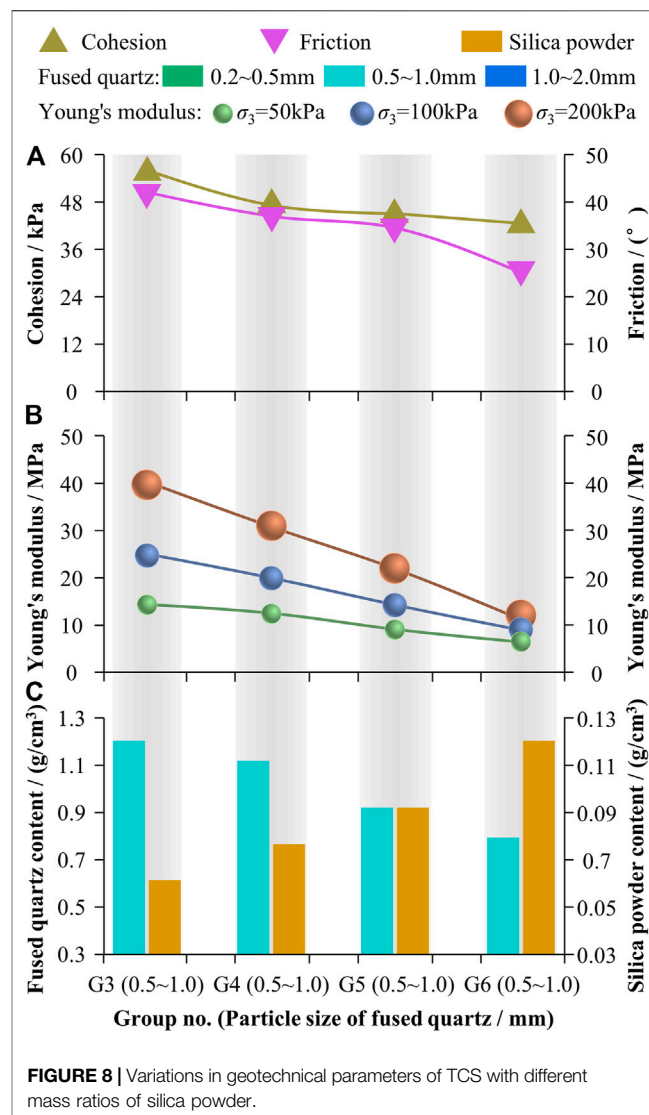 Cohesion Friction Silica powder
Fused quartz: 0.2~0.5mm 0.5~1.0mm 1.0~2.0mm
Young's modulus: σ₃=50kPa σ₃=100kPa σ₃=200kPa
A
60
48
36
24
12
0
Cohesion / kPa
50
40
30
20
10
0
Friction / (°)
B
50
40
30
20
10
0
Young's modulus / MPa
50
40
30
20
10
0
Young's modulus / MPa
C
1.3
1.1
0.9
0.7
0.5
0.3
Fused quartz content / (g/cm³)
0.13
0.11
0.09
0.7
0.05
0.03
Silica powder content / (g/cm³)
G3 (0.5~1.0) G4 (0.5~1.0) G5 (0.5~1.0) G6 (0.5~1.0)
Group no. (Particle size of fused quartz / mm)
FIGURE 8 | Variations in geotechnical parameters of TCS with different
mass ratios of silica powder.